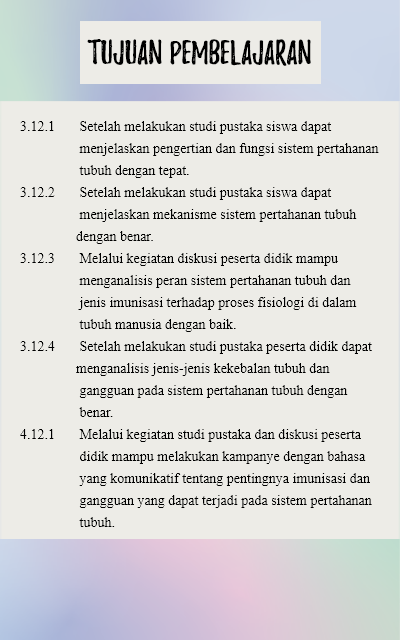 TUJUAN PEMBELAJARAN
3.12.1 Setelah melakukan studi pustaka siswa dapat
menjelaskan pengertian dan fungsi sistem pertahanan
tubuh dengan tepat.
3.12.2 Setelah melakukan studi pustaka siswa dapat
menjelaskan mekanisme sistem pertahanan tubuh
dengan benar.
3.12.3 Melalui kegiatan diskusi peserta didik mampu
menganalisis peran sistem pertahanan tubuh dan
jenis imunisasi terhadap proses fisiologi di dalam
tubuh manusia dengan baik.
3.12.4 Setelah melakukan studi pustaka peserta didik dapat
menganalisis jenis-jenis kekebalan tubuh dan
gangguan pada sistem pertahanan tubuh dengan
benar.
4.12.1 Melalui kegiatan studi pustaka dan diskusi peserta
didik mampu melakukan kampanye dengan bahasa
yang komunikatif tentang pentingnya imunisasi dan
gangguan yang dapat terjadi pada sistem pertahanan
tubuh.